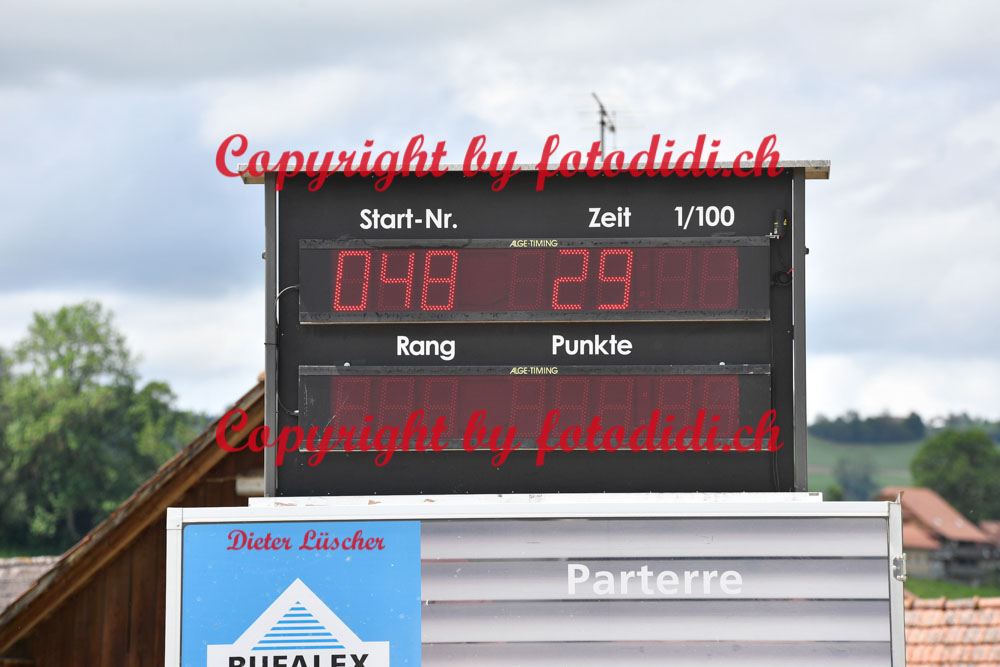 Copyright by fotodidi.ch
Start-Nr. Zeit 1/100
ALGE-TIMING
048 29
Rang Punkte
ALGE-TIMING
Copyright by fotodidi.ch
Dieter Lüscher
Parterre
BUFALEX